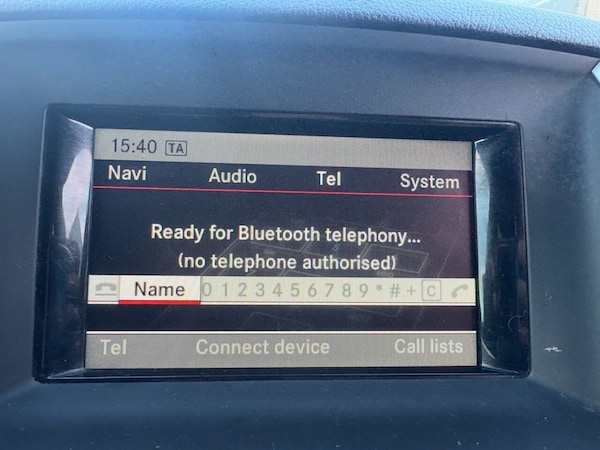 15:40 TA
Navi Audio Tel System
Ready for Bluetooth telephony...
(no telephone authorised)
Name 0 1 2 3 4 5 6 7 8 9 * # + C
Tel Connect device Call lists